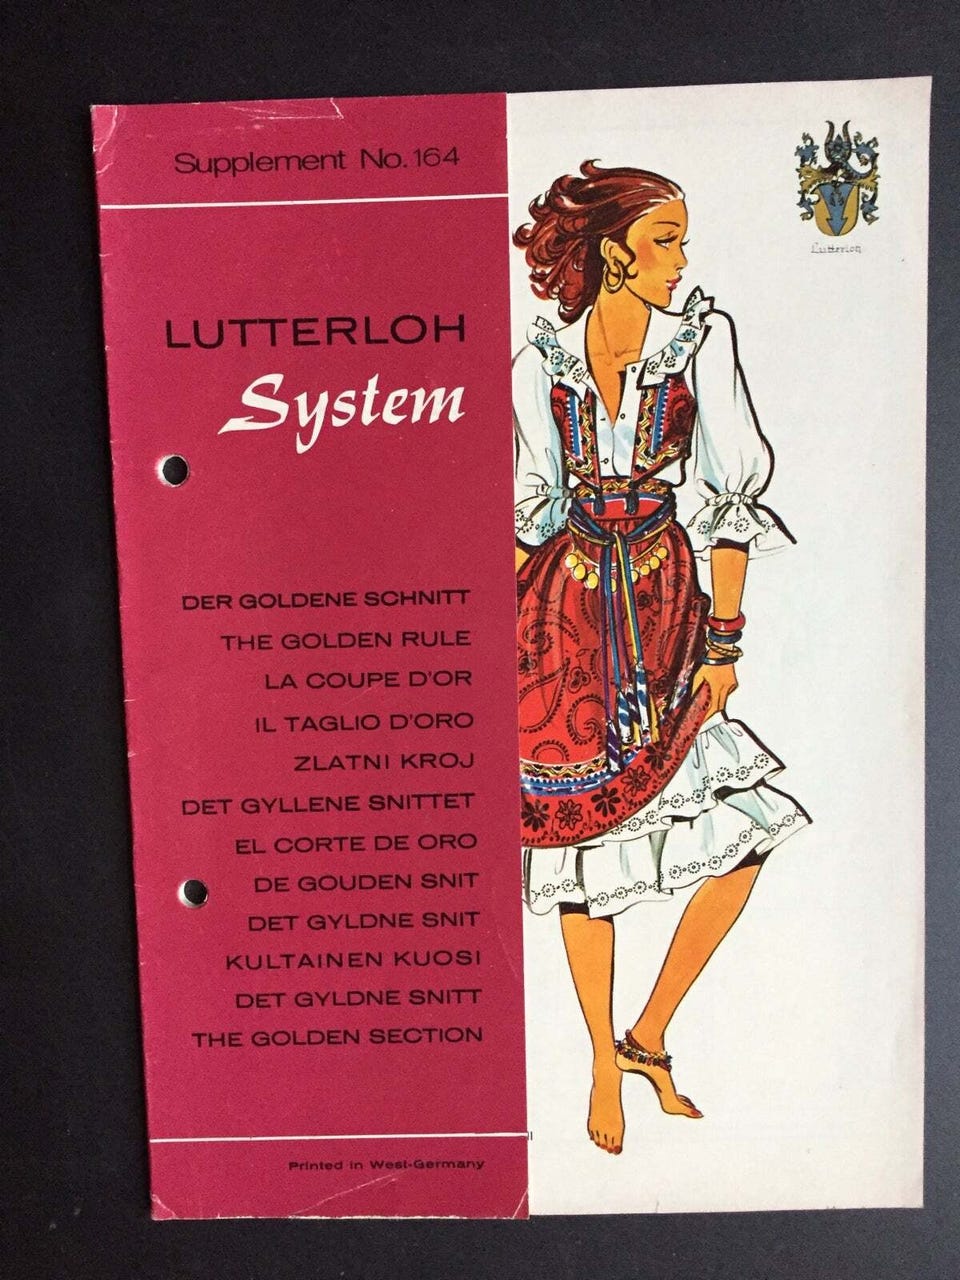 Supplement No. 164
LUTTERLOH
System
DER GOLDENE SCHNITT
THE GOLDEN RULE
LA COUPE D'OR
IL TAGLIO D'ORO
ZLATNI KROJ
DET GYLLENE SNITTET
EL CORTE DE ORO
DE GOUDEN SNIT
DET GYLDNE SNIT
KULTAINEN KUOSI
DET GYLDNE SNITT
THE GOLDEN SECTION
Printed in West-Germany
Lutterloh